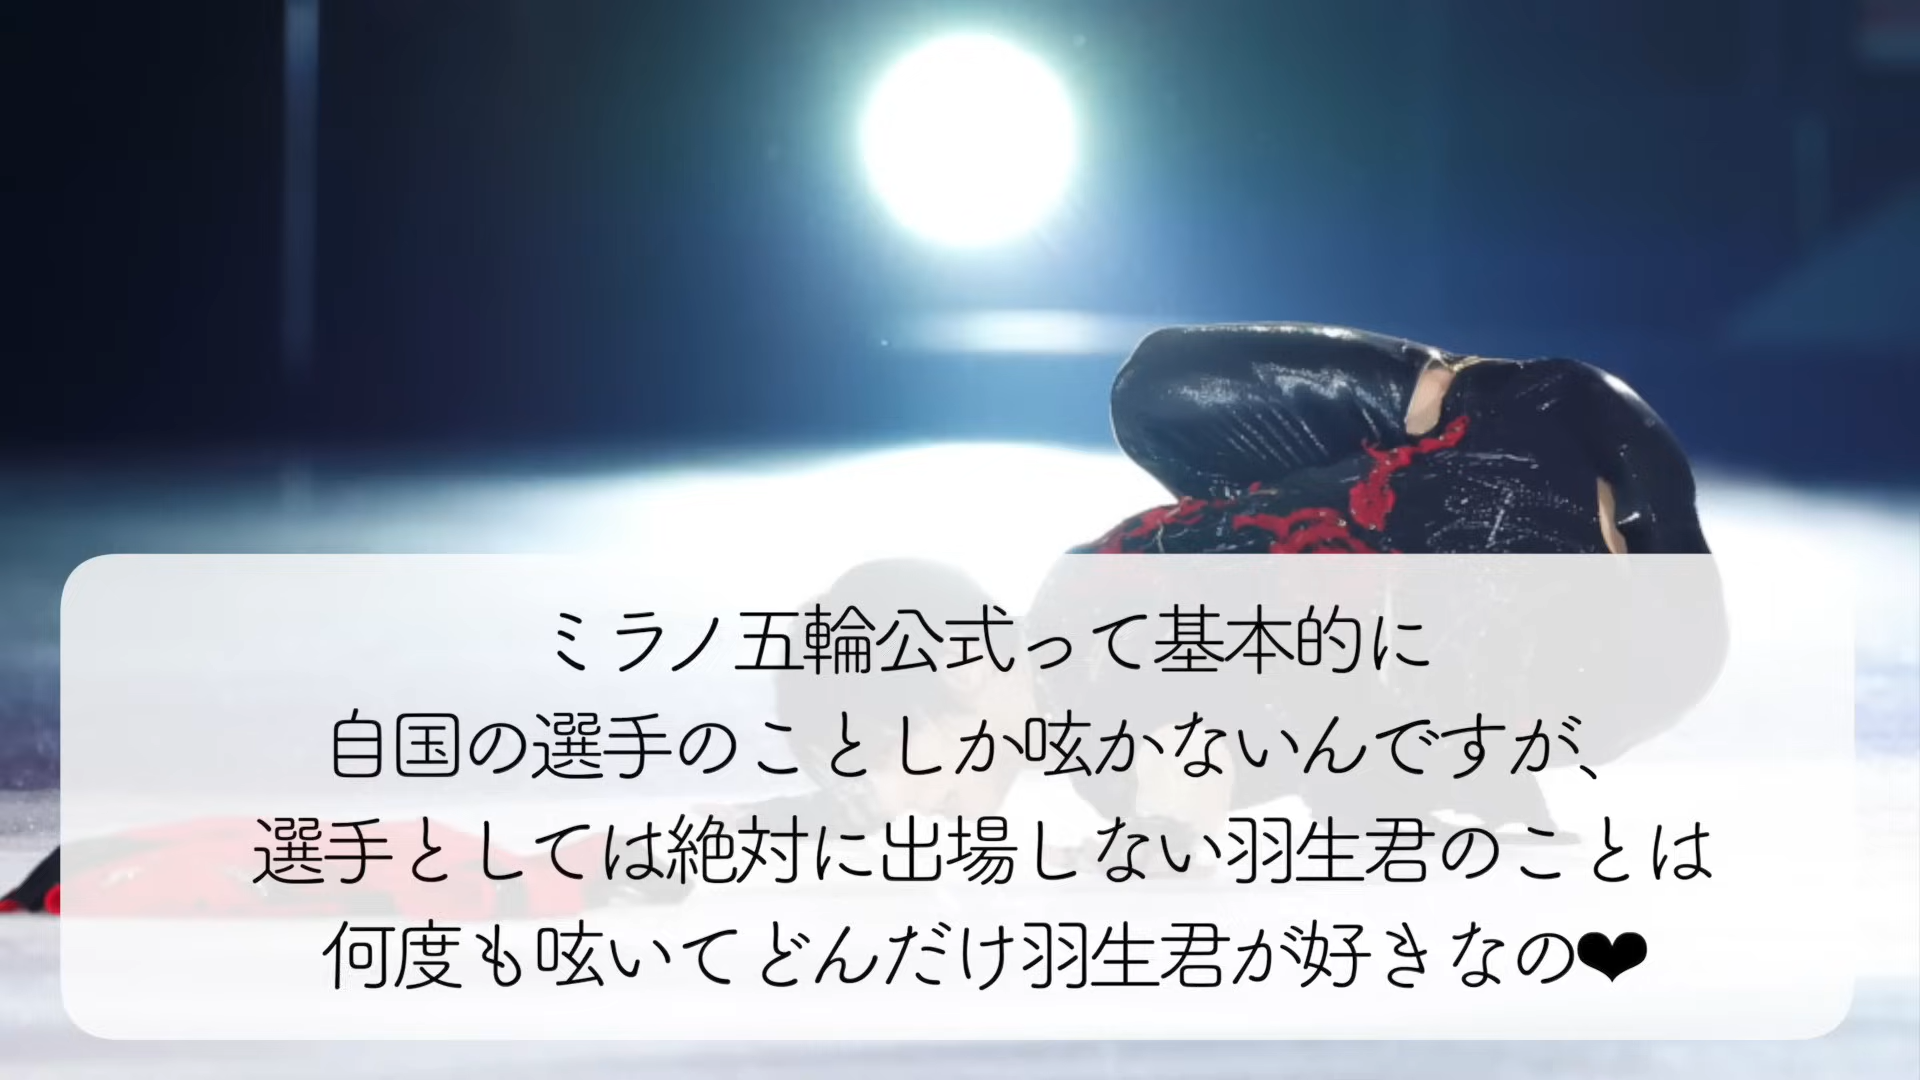 ミラノ五輪公式って基本的に
自国の選手のことしか呟かないんですが、
選手としては絶対に出場しない羽生君のことは
何度も呟いてどんだけ羽生君が好きなの❤